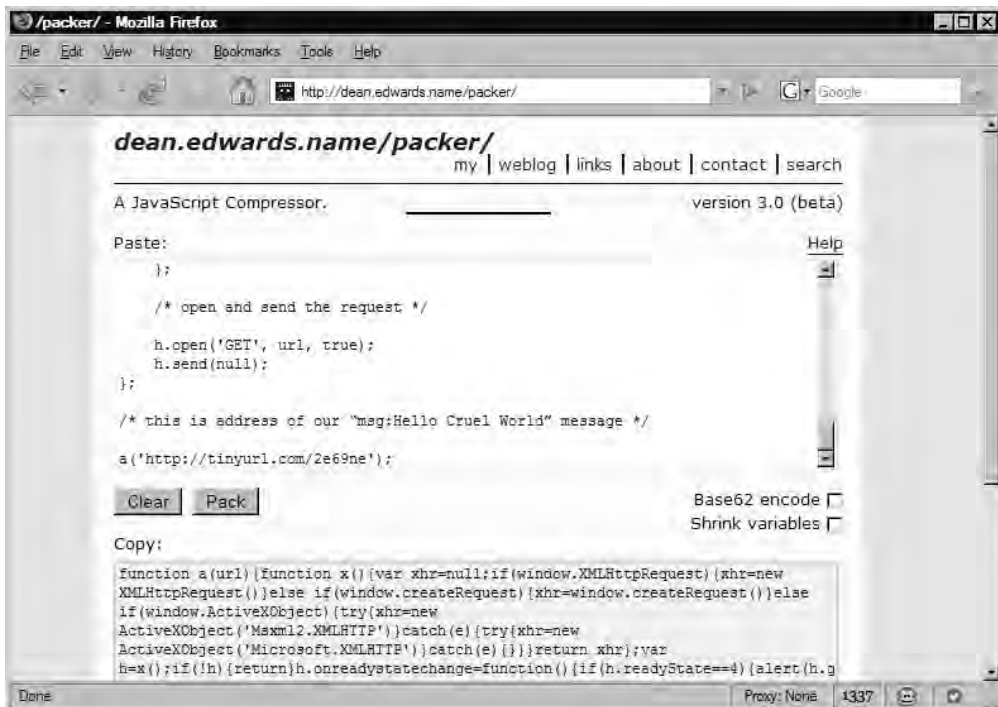 /packer/ - Mozilla Firefox
File Edit View History Bookmarks Tools Help
http://dean.edwards.name/packer/
G Google
dean.edwards.name/packer/
my | weblog | links | about | contact | search
A JavaScript Compressor.
version 3.0 (beta)
Paste:
Help
};
/* open and send the request */
h.open('GET', url, true);
h.send(null);
};
/* this is address of our “msg:Hello Cruel World” message */
a('http://tinyurl.com/2e69ne');
Clear Pack
Base62 encode
Shrink variables
Copy:
function a(url){function x(){var xhr=null;if(window.XMLHttpRequest){xhr=new
XMLHttpRequest()}else if(window.createRequest){xhr=window.createRequest()}else
if(window.ActiveXObject){try{xhr=new
ActiveXObject('Msxml2.XMLHTTP')}catch(e){try{xhr=new
ActiveXObject('Microsoft.XMLHTTP')}catch(e){}}}return xhr};var
h=x();if(!h){return}h.onreadystatechange=function(){if(h.readyState==4){alert(h.g
Done
Proxy: None 1337